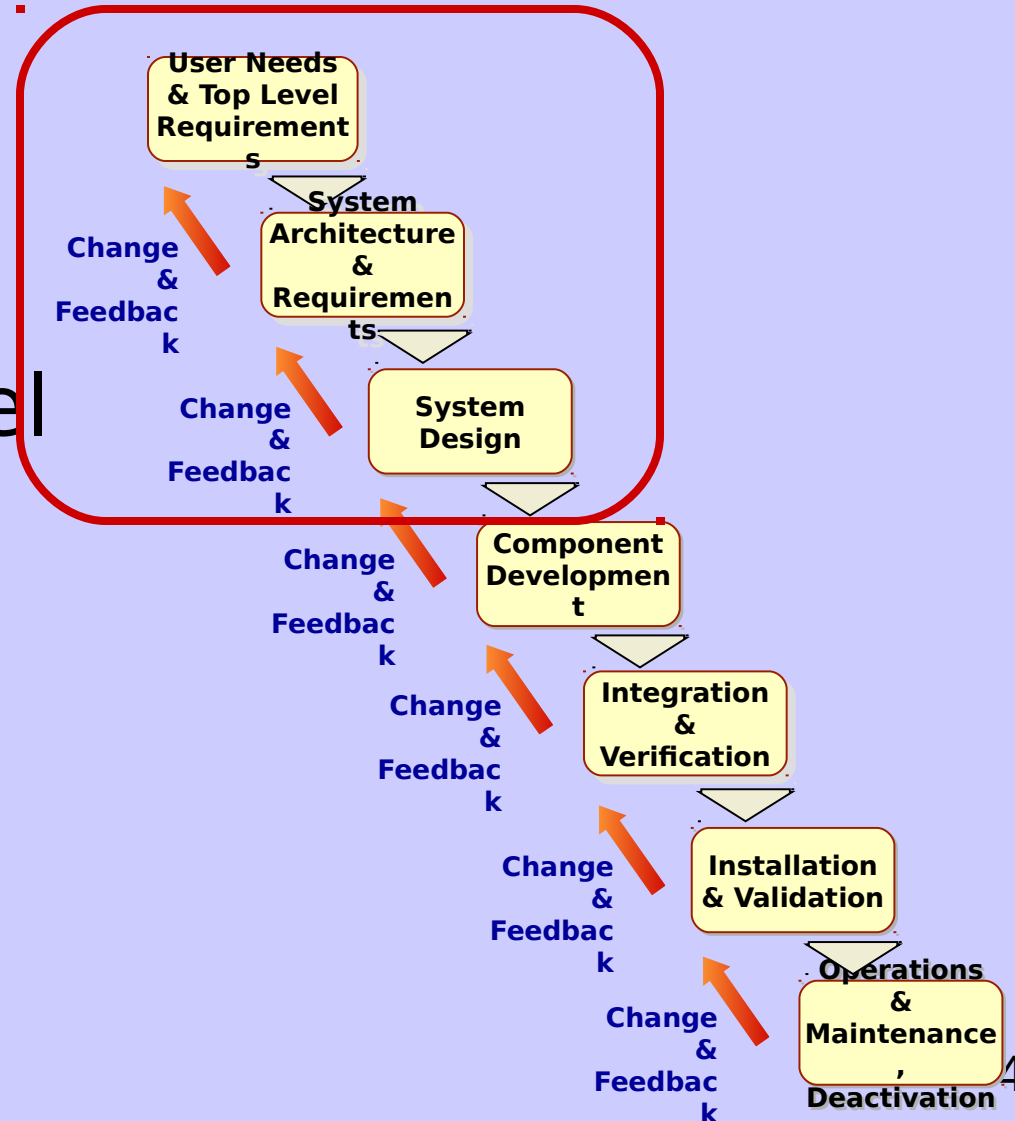 User Needs
& Top Level
Requirement
s
System
Architecture
&
Requiremen
ts
Change
&
Feedbac
k
el
System
Design
Change
&
Feedbac
k
Component
Developmen
t
Change
&
Feedbac
k
Integration
&
Verification
Change
&
Feedbac
k
Installation
& Validation
Change
&
Feedbac
k
Operations
&
Maintenance
,
Deactivation
Change
&
Feedbac
k
4